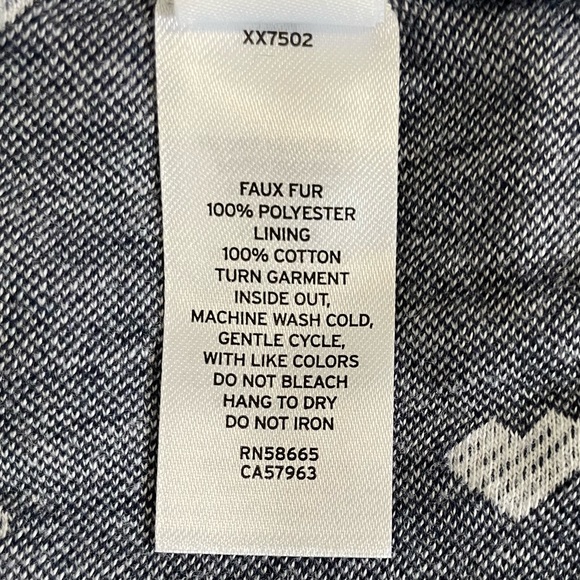 XX7502
FAUX FUR
100% POLYESTER
LINING
100% COTTON
TURN GARMENT
INSIDE OUT,
MACHINE WASH COLD,
GENTLE CYCLE,
WITH LIKE COLORS
DO NOT BLEACH
HANG TO DRY
DO NOT IRON
RN58665
CA57963